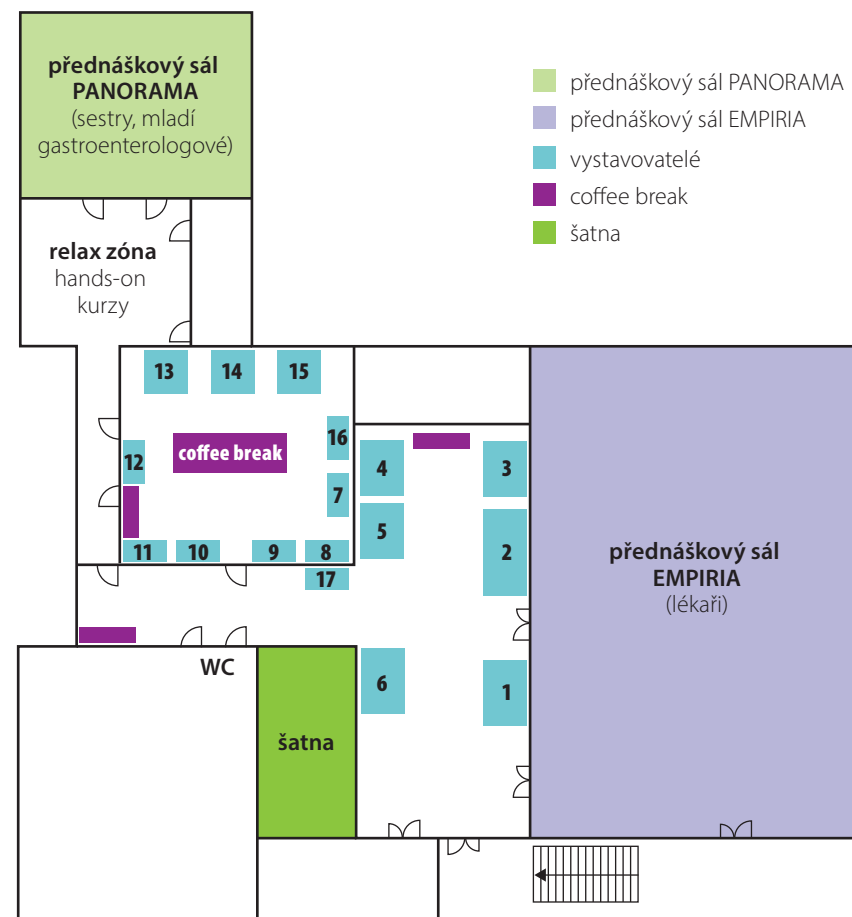 přednáškový sál
PANORAMA
(sestry, mladí
gastroenterologové)
přednáškový sál PANORAMA
přednáškový sál EMPIRIA
vystavovatelé
coffee break
šatna
relax zóna
hands-on
kurzy
13
14
15
16
12
coffee break
7
4
3
5
2
11
10
9
8
17
přednáškový sál
EMPIRIA
(lékaři)
WC
6
1
šatna